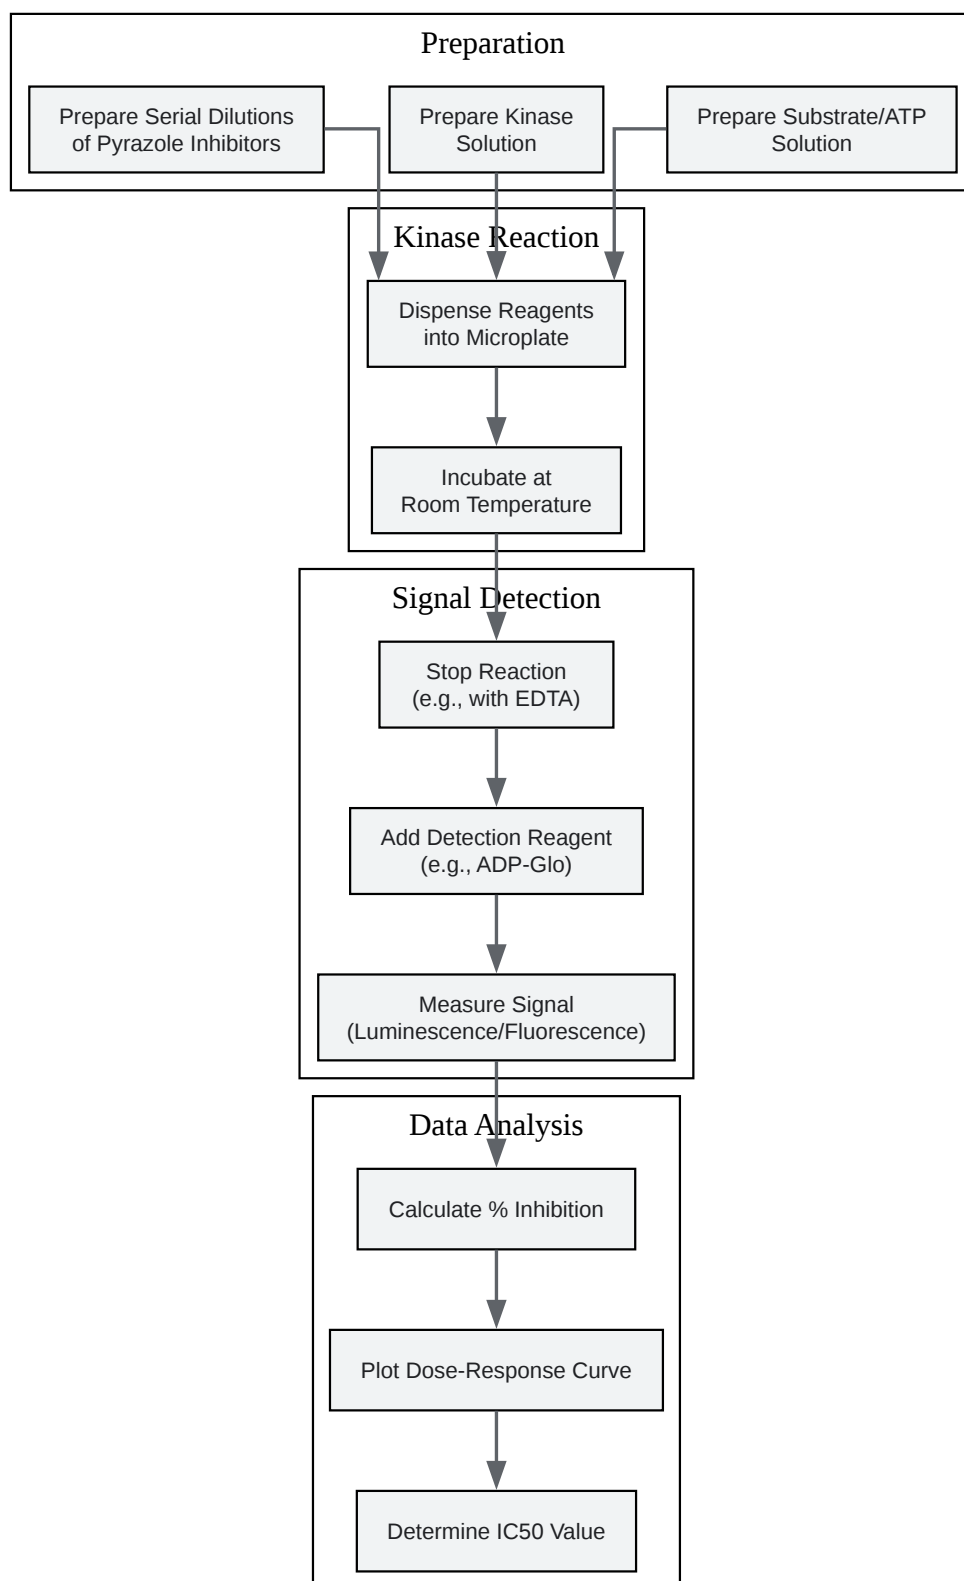 Preparation
Prepare Serial Dilutions
of Pyrazole Inhibitors
Prepare Kinase
Solution
Prepare Substrate/ATP
Solution
Kinase Reaction
Dispense Reagents
into Microplate
Incubate at
Room Temperature
Signal Detection
Stop Reaction
(e.g., with EDTA)
Add Detection Reagent
(e.g., ADP-Glo)
Measure Signal
(Luminescence/Fluorescence)
Data Analysis
Calculate % Inhibition
Plot Dose-Response Curve
Determine IC50 Value